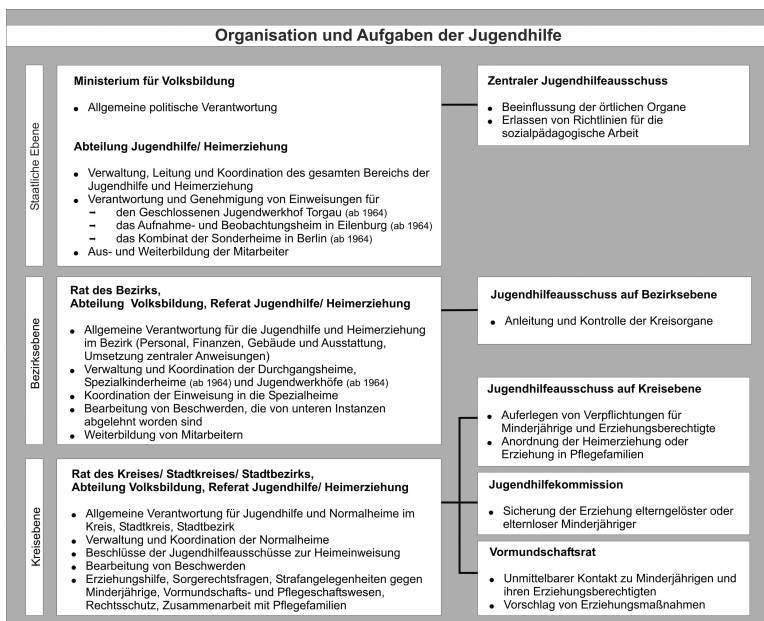 Organisation und Aufgaben der Jugendhilfe
Staatliche Ebene
Ministerium für Volksbildung
• Allgemeine politische Verantwortung
Abteilung Jugendhilfe/ Heimerziehung
• Verwaltung, Leitung und Koordination des gesamten Bereichs der
Jugendhilfe und Heimerziehung
• Verantwortung und Genehmigung von Einweisungen für
– den Geschlossenen Jugendwerkhof Torgau (ab 1964)
– das Aufnahme- und Beobachtungsheim in Eilenburg (ab 1964)
– das Kombinat der Sonderheime in Berlin (ab 1964)
• Aus- und Weiterbildung der Mitarbeiter
Zentraler Jugendhilfeausschuss
• Beeinflussung der örtlichen Organe
• Erlassen von Richtlinien für die
sozialpädagogische Arbeit
Bezirksebene
Rat des Bezirks,
Abteilung Volksbildung, Referat Jugendhilfe/ Heimerziehung
• Allgemeine Verantwortung für die Jugendhilfe und Heimerziehung
im Bezirk (Personal, Finanzen, Gebäude und Ausstattung,
Umsetzung zentraler Anweisungen)
• Verwaltung und Koordination der Durchgangsheime,
Spezialkinderheime (ab 1964) und Jugendwerkhöfe (ab 1964)
• Koordination der Einweisung in die Spezialheime
• Bearbeitung von Beschwerden, die von unteren Instanzen
abgelehnt worden sind
• Weiterbildung von Mitarbeitern
Jugendhilfeausschuss auf Bezirksebene
• Anleitung und Kontrolle der Kreisorgane
Kreisebene
Rat des Kreises/ Stadtkreises/ Stadtbezirks,
Abteilung Volksbildung, Referat Jugendhilfe/ Heimerziehung
• Allgemeine Verantwortung für Jugendhilfe und Normalheime im
Kreis, Stadtkreis, Stadtbezirk
• Verwaltung und Koordination der Normalheime
• Beschlüsse der Jugendhilfeausschüsse zur Heimeinweisung
• Bearbeitung von Beschwerden
• Erziehungshilfe, Sorgerechtsfragen, Strafangelegenheiten gegen
Minderjährige, Vormundschafts- und Pflegeschaftswesen,
Rechtsschutz, Zusammenarbeit mit Pflegefamilien
Jugendhilfeausschuss auf Kreisebene
• Auferlegen von Verpflichtungen für
Minderjährige und Erziehungsberechtigte
• Anordnung der Heimerziehung oder
Erziehung in Pflegefamilien
Jugendhilfekommission
• Sicherung der Erziehung elterngelöster oder
elternloser Minderjähriger
Vormundschaftsrat
• Unmittelbarer Kontakt zu Minderjährigen und
ihren Erziehungsberechtigten
• Vorschlag von Erziehungsmaßnahmen